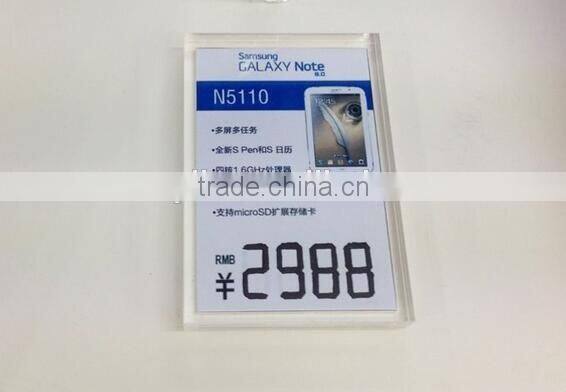 Samsung
GALAXY Note
8.0
N5110
12:45
•多屏多任务
•全新S Pen和S 日历
•四核1.6GHz处理器
trade.china.cn
•支持microSD扩展存储卡
RMB
¥2988